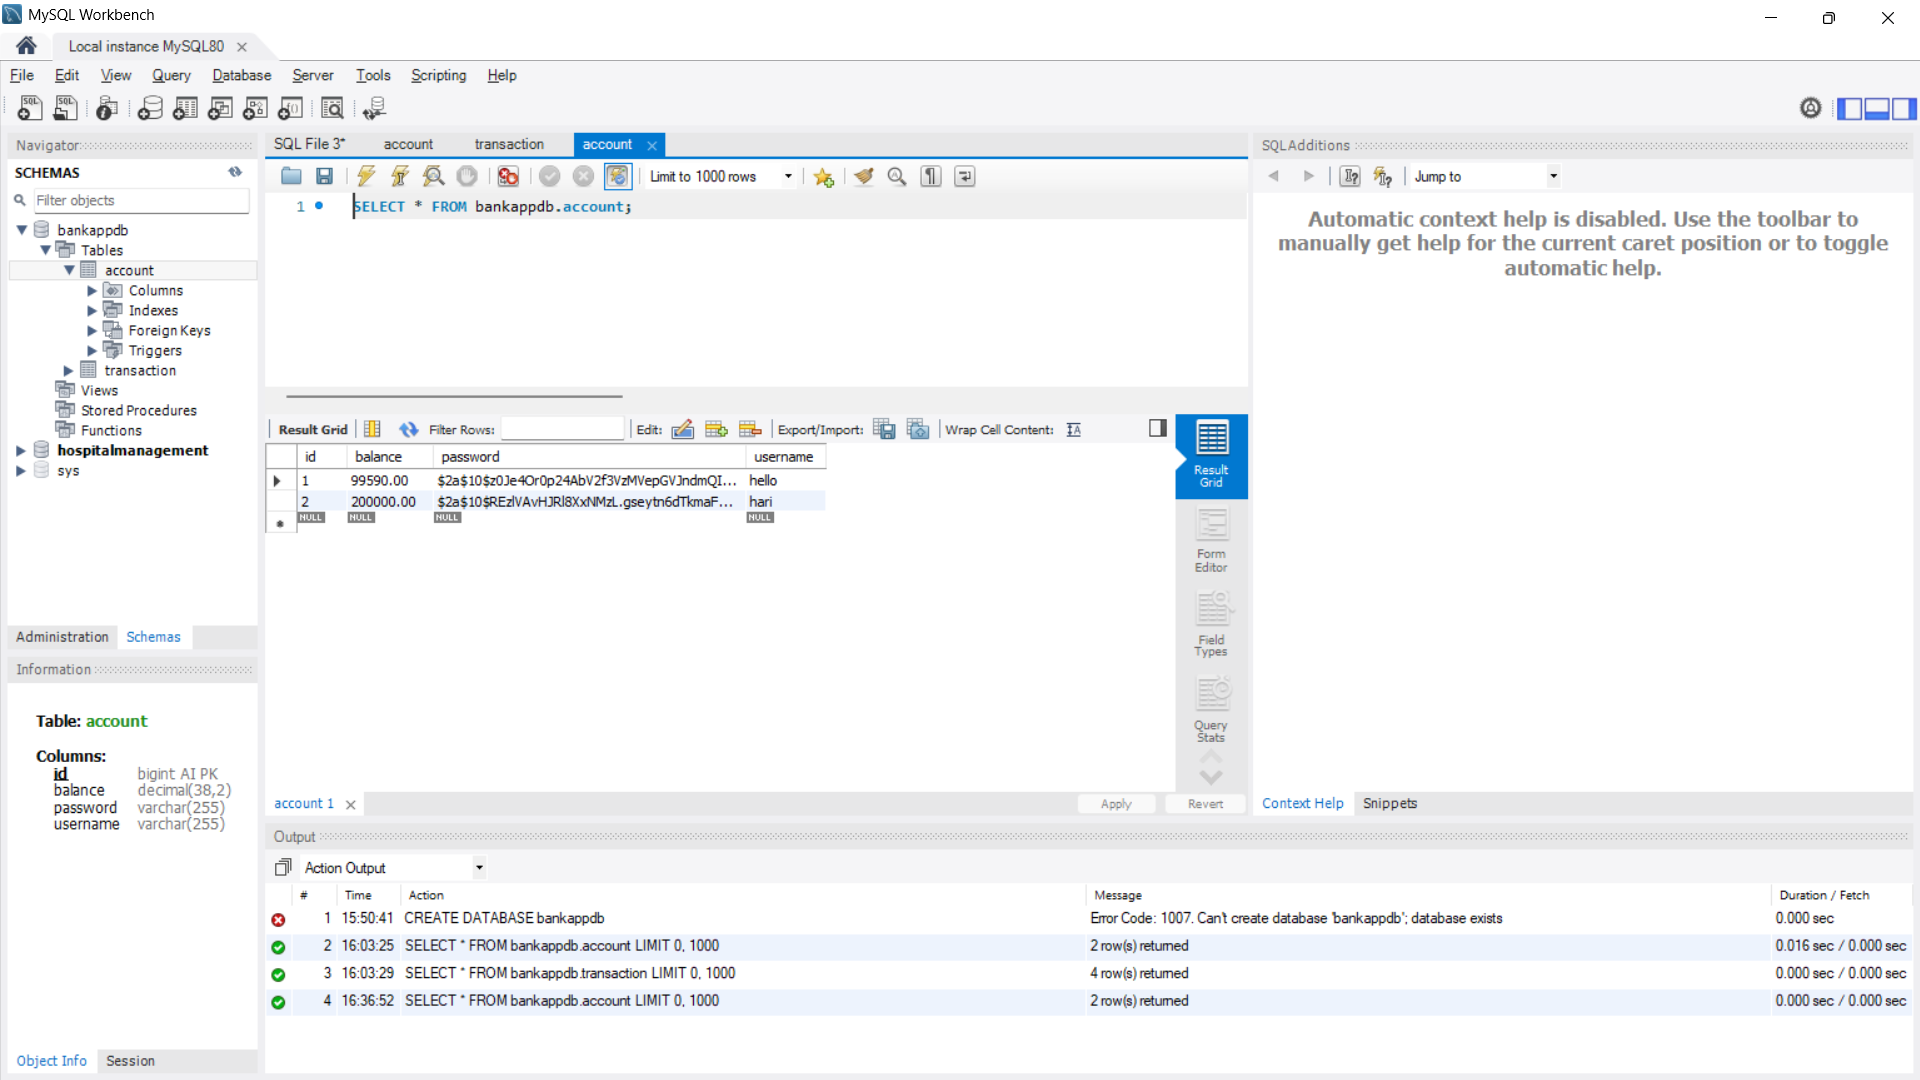 MySQL Workbench
Local instance MySQL80
File Edit View Query Database Server Tools Scripting Help
Navigator
SCHEMAS
Filter objects
bankappdb
Tables
account
Columns
Indexes
Foreign Keys
Triggers
transaction
Views
Stored Procedures
Functions
hospitalmanagement
sys
Administration Schemas
Information
Table: account
Columns:
id bigint AI PK
balance decimal(38,2)
password varchar(255)
username varchar(255)
Object Info Session
SQL File 3* account transaction account
Limit to 1000 rows
1 SELECT * FROM bankappdb.account;
Result Grid Filter Rows: Edit: Export/Import: Wrap Cell Content:
id balance password username
1 99590.00 $2a$10$z0Je4Or0p24AbV2f3VzMVepGVJndmQI... hello
2 200000.00 $2a$10$REzlVAvHJRl8XxNMzL.gseytn6dTkmaF... hari
NULL NULL NULL NULL
Result
Grid
Form
Editor
Field
Types
Query
Stats
account 1 Apply Revert
SQLAdditions
Jump to
Automatic context help is disabled. Use the toolbar to
manually get help for the current caret position or to toggle
automatic help.
Context Help Snippets
Output
Action Output
# Time Action Message Duration / Fetch
1 15:50:41 CREATE DATABASE bankappdb Error Code: 1007. Can't create database 'bankappdb'; database exists 0.000 sec
2 16:03:25 SELECT * FROM bankappdb.account LIMIT 0, 1000 2 row(s) returned 0.016 sec / 0.000 sec
3 16:03:29 SELECT * FROM bankappdb.transaction LIMIT 0, 1000 4 row(s) returned 0.000 sec / 0.000 sec
4 16:36:52 SELECT * FROM bankappdb.account LIMIT 0, 1000 2 row(s) returned 0.000 sec / 0.000 sec